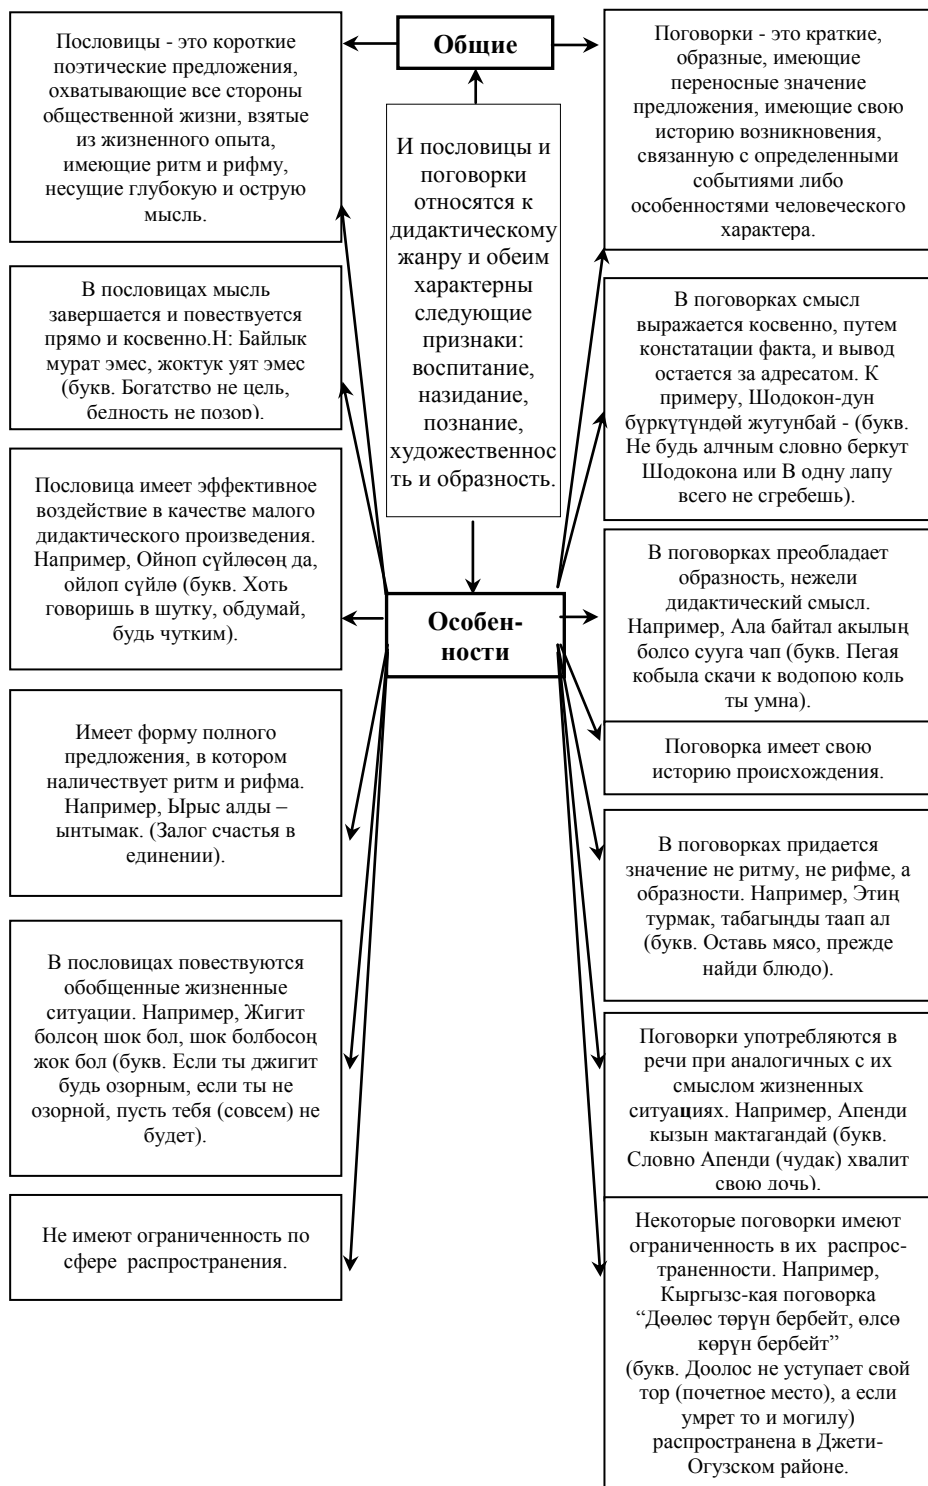 Пословицы - это короткие
поэтические предложения,
охватывающие все стороны
общественной жизни, взятые
из жизненного опыта,
имеющие ритм и рифму,
несущие глубокую и острую
мысль.
Общие
Поговорки - это краткие,
образные, имеющие
переносные значение
предложения, имеющие свою
историю возникновения,
связанную с определенными
событиями либо
особенностями человеческого
характера.
И пословицы и
поговорки
относятся к
дидактическому
жанру и обеим
характерны
следующие
признаки:
воспитание,
назидание,
познание,
художественнос
ть и образность.
В пословицах мысль
завершается и повествуется
прямо и косвенно.Н: Байлык
мурат эмес, жоктук уят эмес
(букв. Богатство не цель,
бедность не позор).
В поговорках смысл
выражается косвенно, путем
констатации факта, и вывод
остается за адресатом. К
примеру, Шодокон-дун
бүркүтүндөй жутунбай - (букв.
Не будь алчным словно беркут
Шодокона или В одну лапу
всего не сгребешь).
Пословица имеет эффективное
воздействие в качестве малого
дидактического произведения.
Например, Ойноп сүйлөсөң да,
ойлоп сүйлө (букв. Хоть
говоришь в шутку, обдумай,
будь чутким).
Особен-
ности
В поговорках преобладает
образность, нежели
дидактический смысл.
Например, Ала байтал акылың
болсо сууга чап (букв. Пегая
кобыла скачи к водопою коль
ты умна).
Имеет форму полного
предложения, в котором
наличествует ритм и рифма.
Например, Ырыс алды –
ынтымак. (Залог счастья в
единении).
Поговорка имеет свою
историю происхождения.
В поговорках придается
значение не ритму, не рифме, а
образности. Например, Этиң
турмак, табагыңды таап ал
(букв. Оставь мясо, прежде
найди блюдо).
В пословицах повествуются
обобщенные жизненные
ситуации. Например, Жигит
болсоң шок бол, шок болбосоң
жок бол (букв. Если ты джигит
будь озорным, если ты не
озорной, пусть тебя (совсем) не
будет).
Поговорки употребляются в
речи при аналогичных с их
смыслом жизненных
ситуациях. Например, Апенди
кызын мактагандай (букв.
Словно Апенди (чудак) хвалит
свою дочь).
Не имеют ограниченность по
сфере распространения.
Некоторые поговорки имеют
ограниченность в их распрос-
траненности. Например,
Кыргызс-кая поговорка
“Дөөлөс төрүн бербейт, өлсө
көрүн бербейт”
(букв. Доолос не уступает свой
тор (почетное место), а если
умрет то и могилу)
распространена в Джети-
Огузском районе.